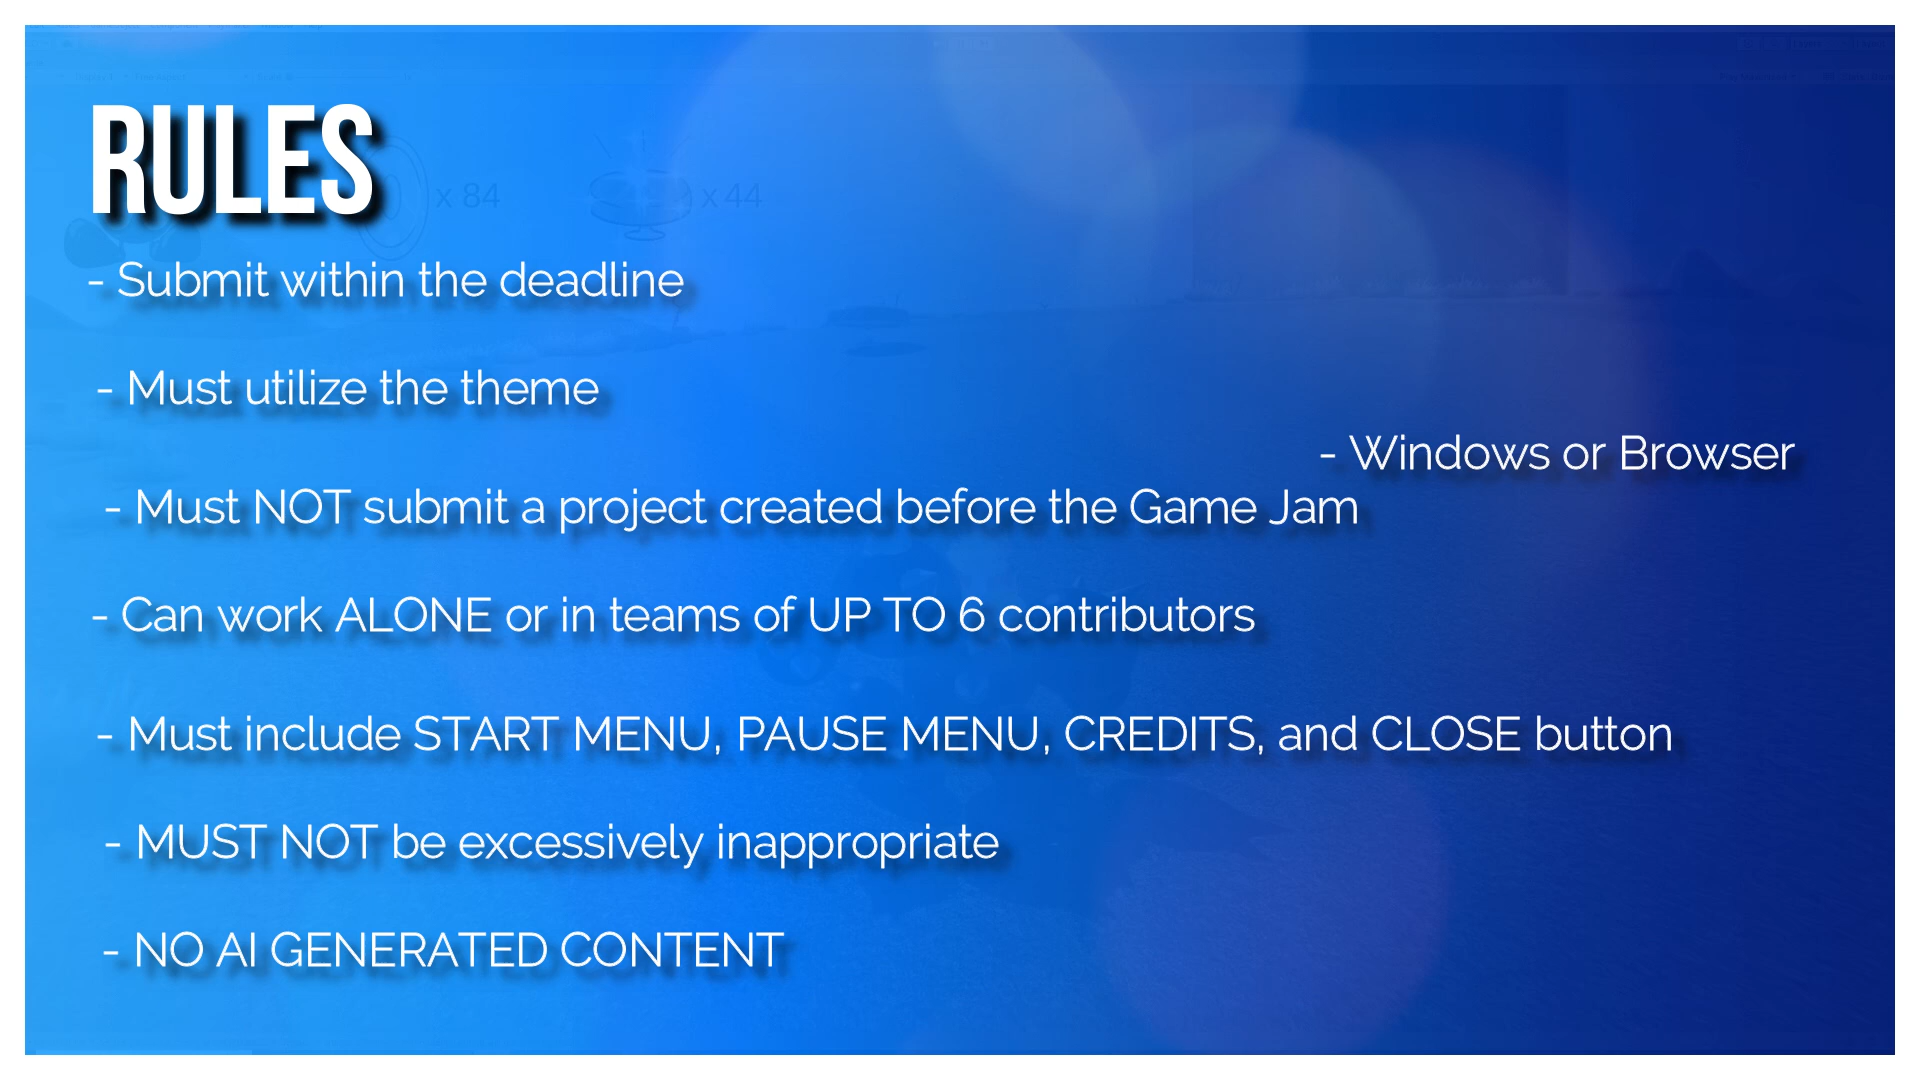 RULES
x 84
x 44
- Submit within the deadline
- Must utilize the theme
- Windows or Browser
- Must NOT submit a project created before the Game Jam
- Can work ALONE or in teams of UP TO 6 contributors
- Must include START MENU, PAUSE MENU, CREDITS, and CLOSE button
- MUST NOT be excessively inappropriate
- NO AI GENERATED CONTENT